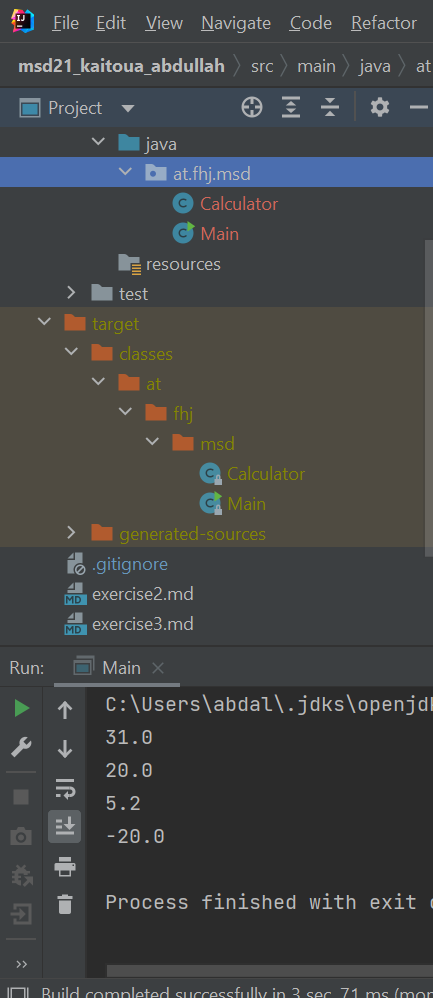 File Edit View Navigate Code Refactor
msd21_kaitoua_abdullah src main java at
Project
java
at.fhj.msd
Calculator
Main
resources
test
target
classes
at
fhj
msd
Calculator
Main
generated-sources
.gitignore
exercise2.md
exercise3.md
Run: Main
C:\Users\abdal\.jdks\openjd
31.0
20.0
5.2
-20.0
Process finished with exit
Build completed successfully in 3 sec, 71 ms (mo